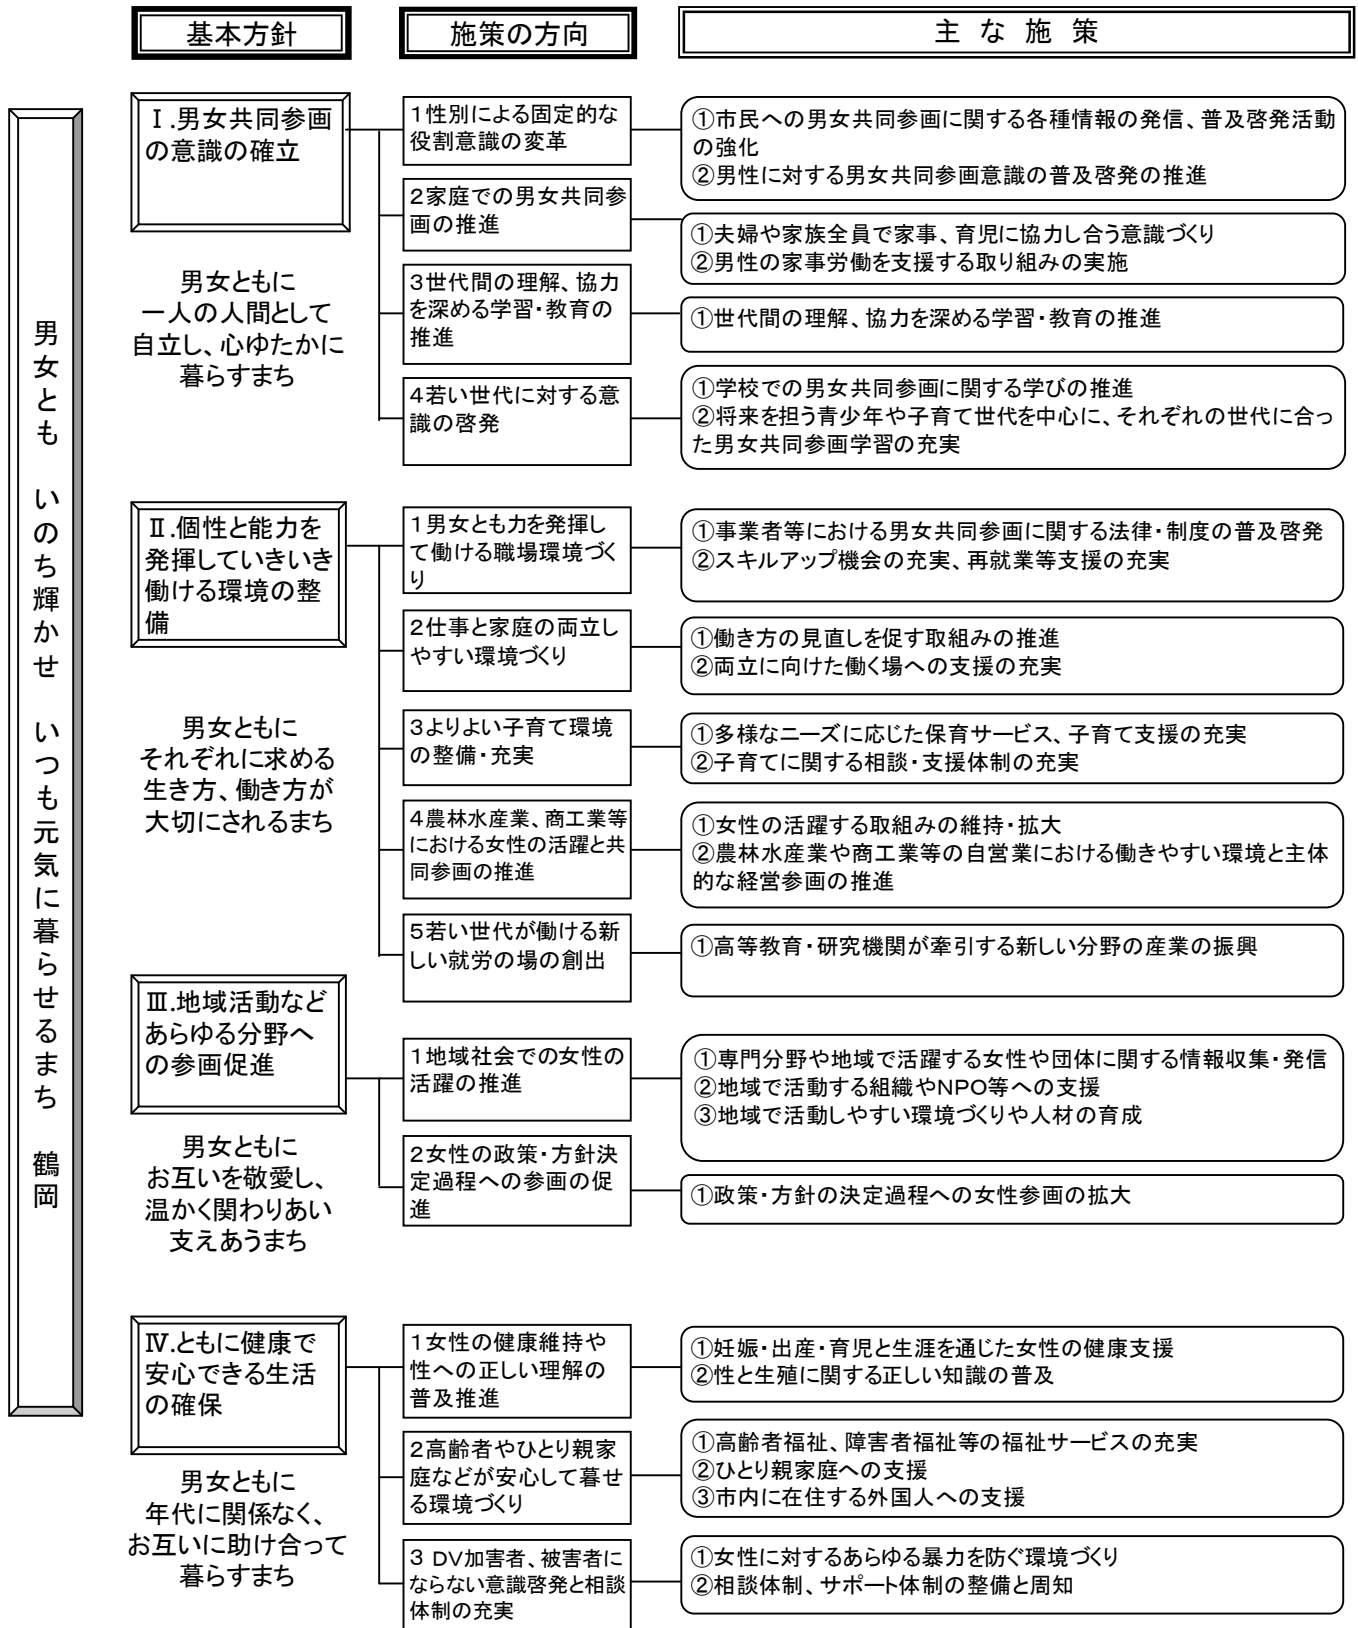 基本方針
施策の方向
主 な 施 策
男女とも いのち輝かせ いつも元気に暮らせるまち 鶴岡
Ⅰ.男女共同参画
の意識の確立
男女ともに
一人の人間として
自立し、心ゆたかに
暮らすまち
1性別による固定的な
役割意識の変革
①市民への男女共同参画に関する各種情報の発信、普及啓発活動
の強化
②男性に対する男女共同参画意識の普及啓発の推進
2家庭での男女共同参
画の推進
①夫婦や家族全員で家事、育児に協力し合う意識づくり
②男性の家事労働を支援する取り組みの実施
3世代間の理解、協力
を深める学習・教育の
推進
①世代間の理解、協力を深める学習・教育の推進
4若い世代に対する意
識の啓発
①学校での男女共同参画に関する学びの推進
②将来を担う青少年や子育て世代を中心に、それぞれの世代に合っ
た男女共同参画学習の充実
Ⅱ.個性と能力を
発揮していきいき
働ける環境の整
備
男女ともに
それぞれに求める
生き方、働き方が
大切にされるまち
1男女とも力を発揮し
て働ける職場環境づく
り
①事業者等における男女共同参画に関する法律・制度の普及啓発
②スキルアップ機会の充実、再就業等支援の充実
2仕事と家庭の両立し
やすい環境づくり
①働き方の見直しを促す取組みの推進
②両立に向けた働く場への支援の充実
3よりよい子育て環境
の整備・充実
①多様なニーズに応じた保育サービス、子育て支援の充実
②子育てに関する相談・支援体制の充実
4農林水産業、商工業等
における女性の活躍と共
同参画の推進
①女性の活躍する取組みの維持・拡大
②農林水産業や商工業等の自営業における働きやすい環境と主体
的な経営参画の推進
5若い世代が働ける新
しい就労の場の創出
①高等教育・研究機関が牽引する新しい分野の産業の振興
Ⅲ.地域活動など
あらゆる分野へ
の参画促進
男女ともに
お互いを敬愛し、
温かく関わりあい
支えあうまち
1地域社会での女性の
活躍の推進
①専門分野や地域で活躍する女性や団体に関する情報収集・発信
②地域で活動する組織やNPO等への支援
③地域で活動しやすい環境づくりや人材の育成
2女性の政策・方針決
定過程への参画の促
進
①政策・方針の決定過程への女性参画の拡大
Ⅳ.ともに健康で
安心できる生活
の確保
男女ともに
年代に関係なく、
お互いに助け合って
暮らすまち
1女性の健康維持や
性への正しい理解の
普及推進
①妊娠・出産・育児と生涯を通じた女性の健康支援
②性と生殖に関する正しい知識の普及
2高齢者やひとり親家
庭などが安心して暮せ
る環境づくり
①高齢者福祉、障害者福祉等の福祉サービスの充実
②ひとり親家庭への支援
③市内に在住する外国人への支援
3 DV加害者、被害者に
ならない意識啓発と相談
体制の充実
①女性に対するあらゆる暴力を防ぐ環境づくり
②相談体制、サポート体制の整備と周知